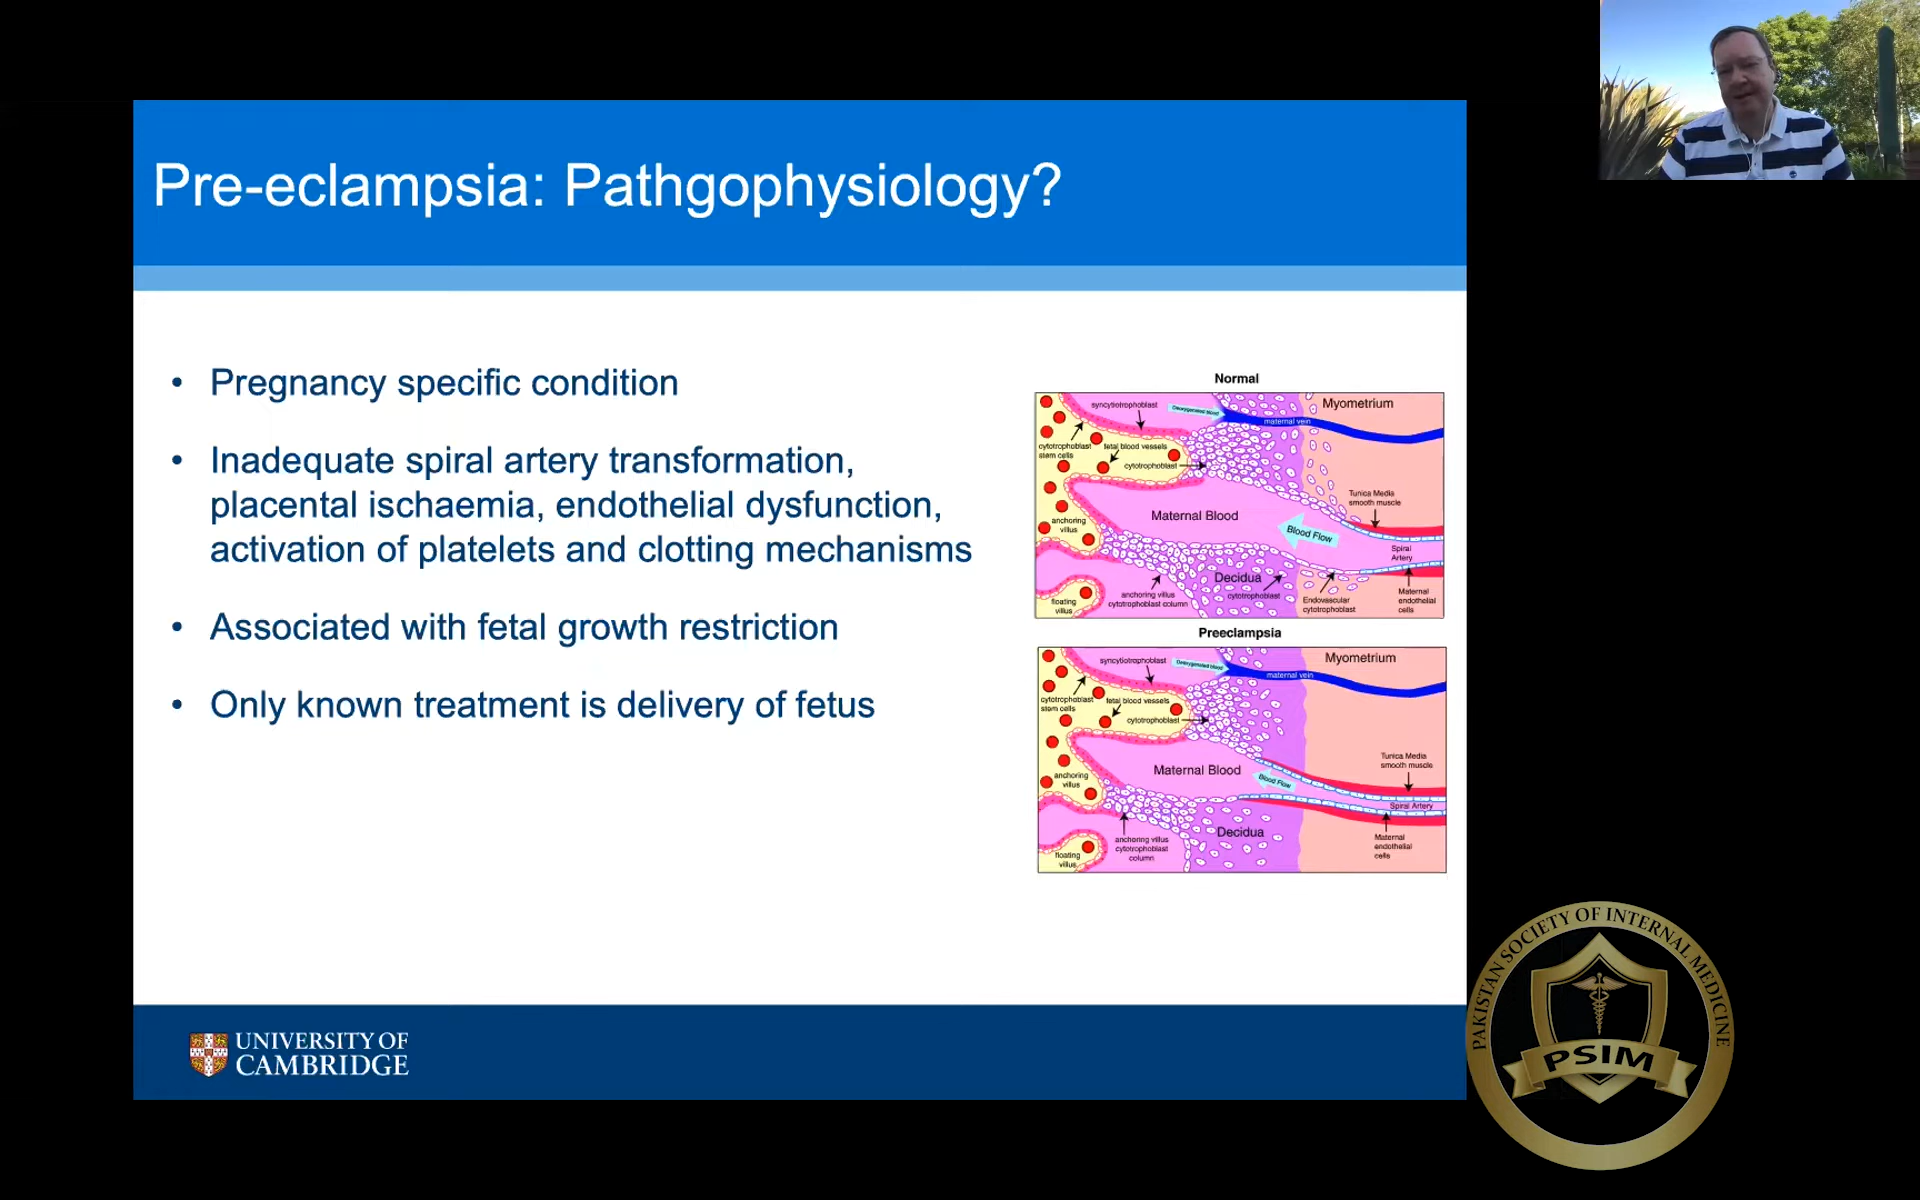 Pre-eclampsia: Pathgophysiology?
• Pregnancy specific condition
• Inadequate spiral artery transformation,
placental ischaemia, endothelial dysfunction,
activation of platelets and clotting mechanisms
• Associated with fetal growth restriction
• Only known treatment is delivery of fetus
Normal
Myometrium
syncytiotrophoblast
Deoxygenated blood
maternal vein
cytotrophoblast
stem cells
fetal blood vessels
cytotrophoblast
Tunica Media
smooth muscle
Maternal Blood
anchoring
villus
Blood Flow
Spiral
Artery
Decidua
cytotrophoblast
anchoring villus
cytotrophoblast column
floating
villus
Endovascular
cytotrophoblast
Maternal
endothelial
cells
Preeclampsia
Myometrium
syncytiotrophoblast
Deoxygenated blood
maternal vein
cytotrophoblast
stem cells
fetal blood vessels
cytotrophoblast
Tunica Media
smooth muscle
Maternal Blood
anchoring
villus
Blood Flow
Spiral Artery
Decidua
anchoring villus
cytotrophoblast
column
Maternal
endothelial
cells
floating
villus
UNIVERSITY OF
CAMBRIDGE
PAKISTAN SOCIETY OF INTERNAL MEDICINE
PSIM